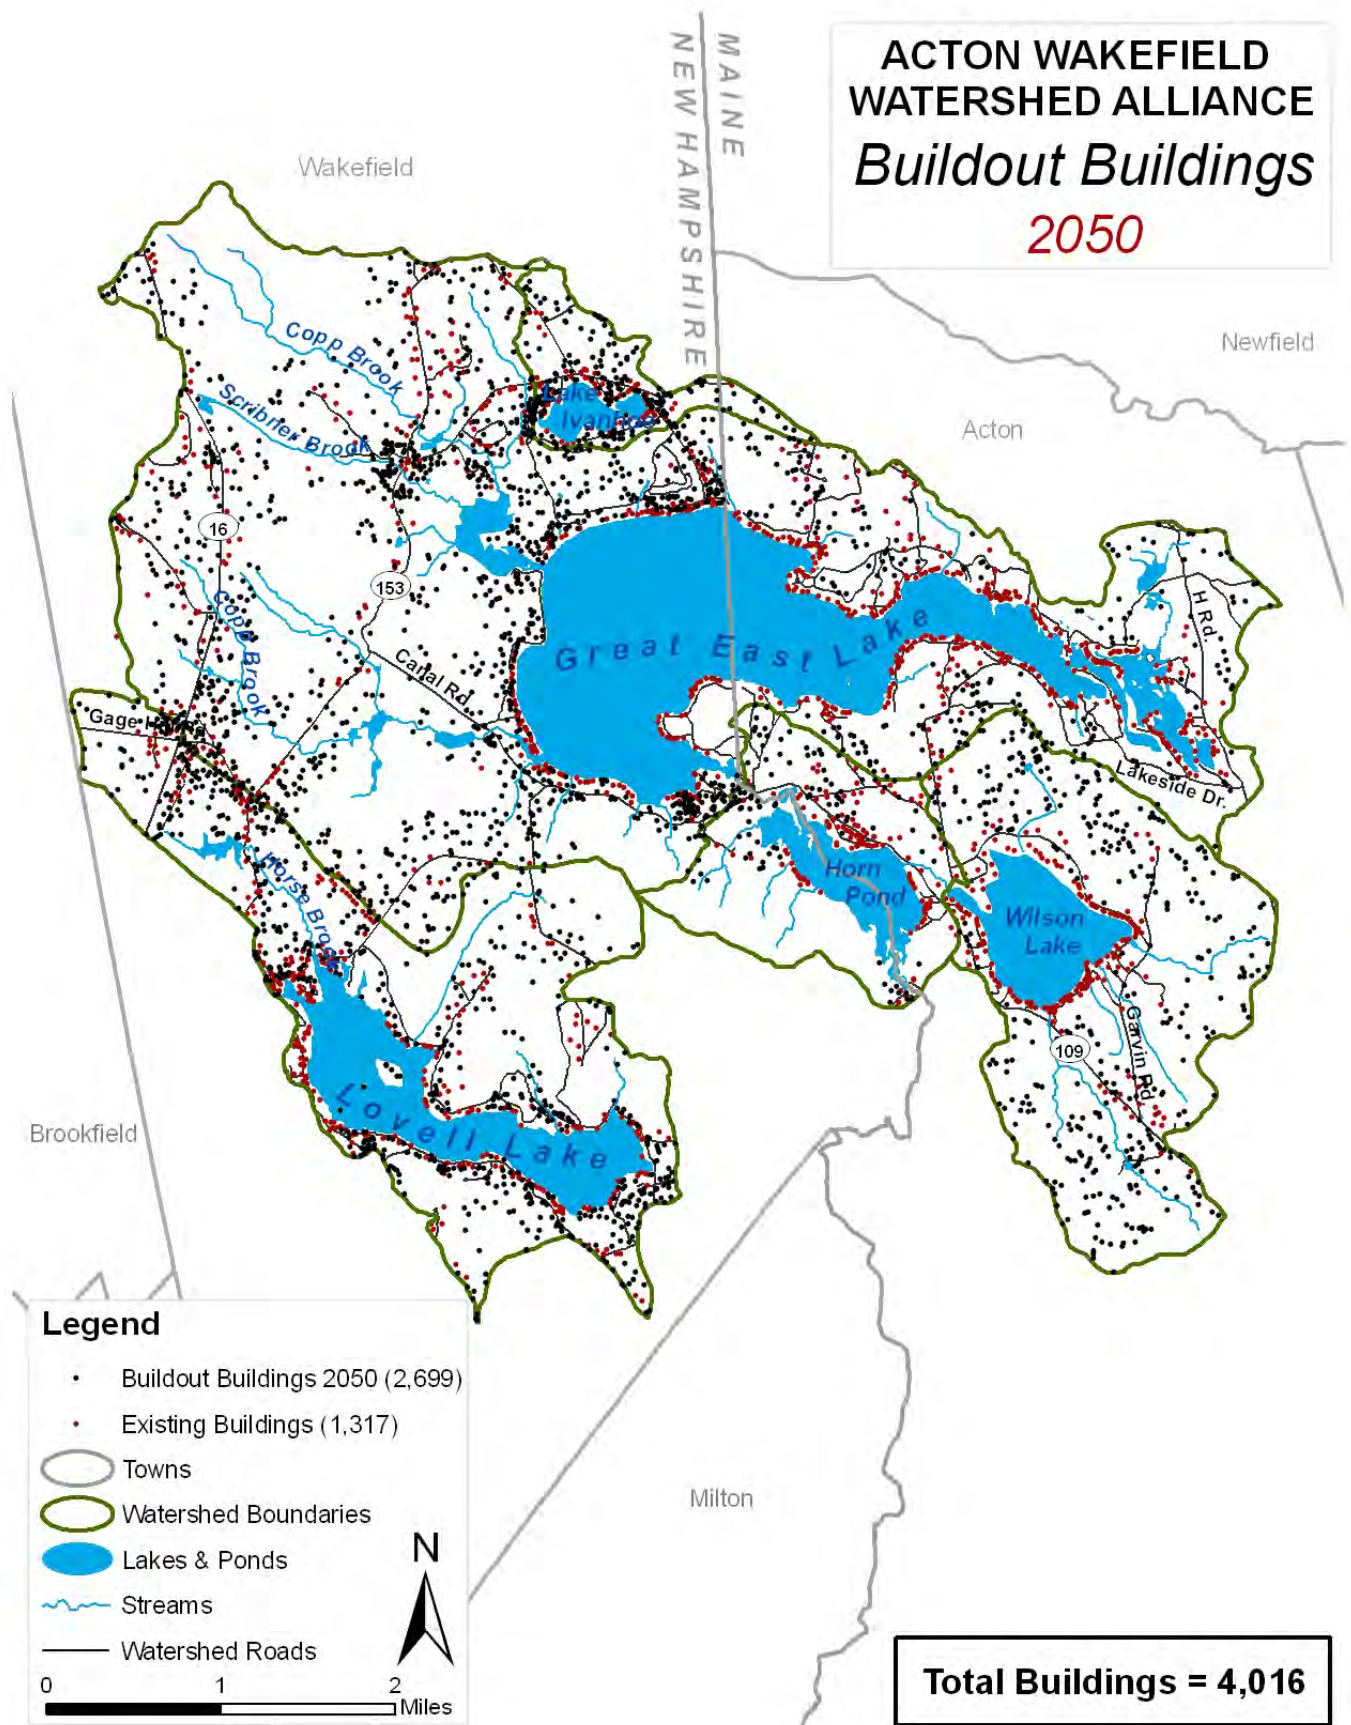 ACTON WAKEFIELD
WATERSHED ALLIANCE
Buildout Buildings
2050
MAINE
NEW HAMPSHIRE
Wakefield
Newfield
Acton
Copp Brook
Scribner Brook
Lake
Ivanhoe
16
153
Copp Brook
Canal Rd.
Great East Lake
H Rd.
Gage Hill Rd.
Lakeside Dr.
Horse Brook
Horn
Pond
Wilson
Lake
109
Garvin Rd.
Lovell Lake
Brookfield
Milton
Legend
Buildout Buildings 2050 (2,699)
Existing Buildings (1,317)
Towns
Watershed Boundaries
Lakes & Ponds
Streams
Watershed Roads
N
0 1 2
Miles
Total Buildings = 4,016